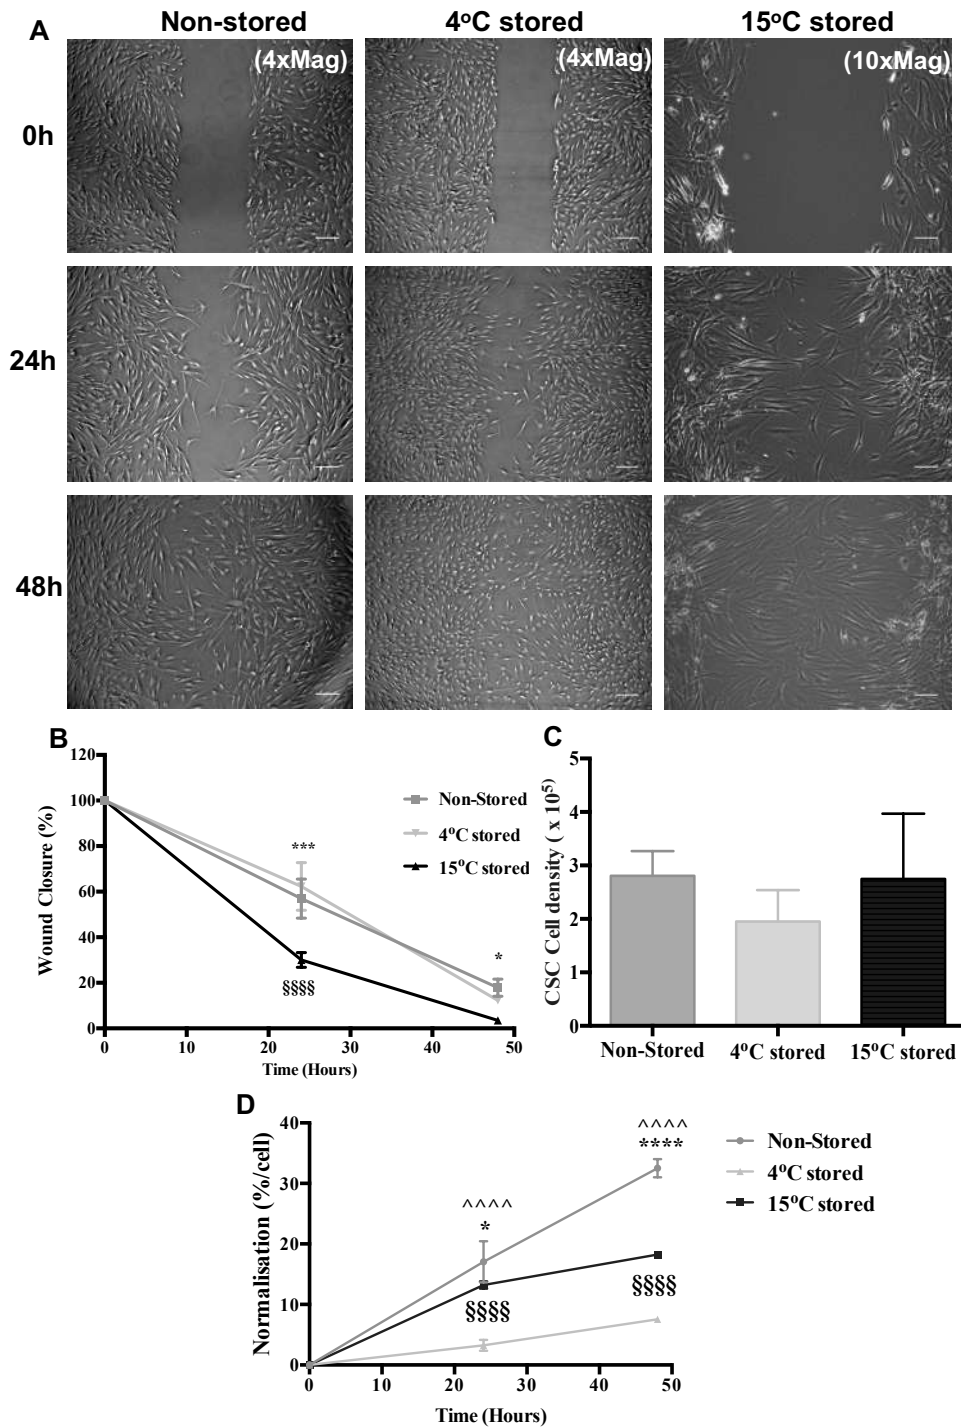 A
Non-stored
4°C stored
15°C stored
(4xMag)
(4xMag)
(10xMag)
0h
24h
48h
B
120
100
80
60
40
20
0
Wound Closure (%)
0
10
20
30
40
50
Time (Hours)
***
*
§§§§
Non-Stored
4°C stored
15°C stored
C
5
4
3
2
1
0
CSC Cell density ( x 10⁵)
Non-Stored
4°C stored
15°C stored
D
40
30
20
10
0
Normalisation (%/cell)
0
10
20
30
40
50
Time (Hours)
^^^^
*
§§§§
^^^^
****
§§§§
Non-Stored
4°C stored
15°C stored